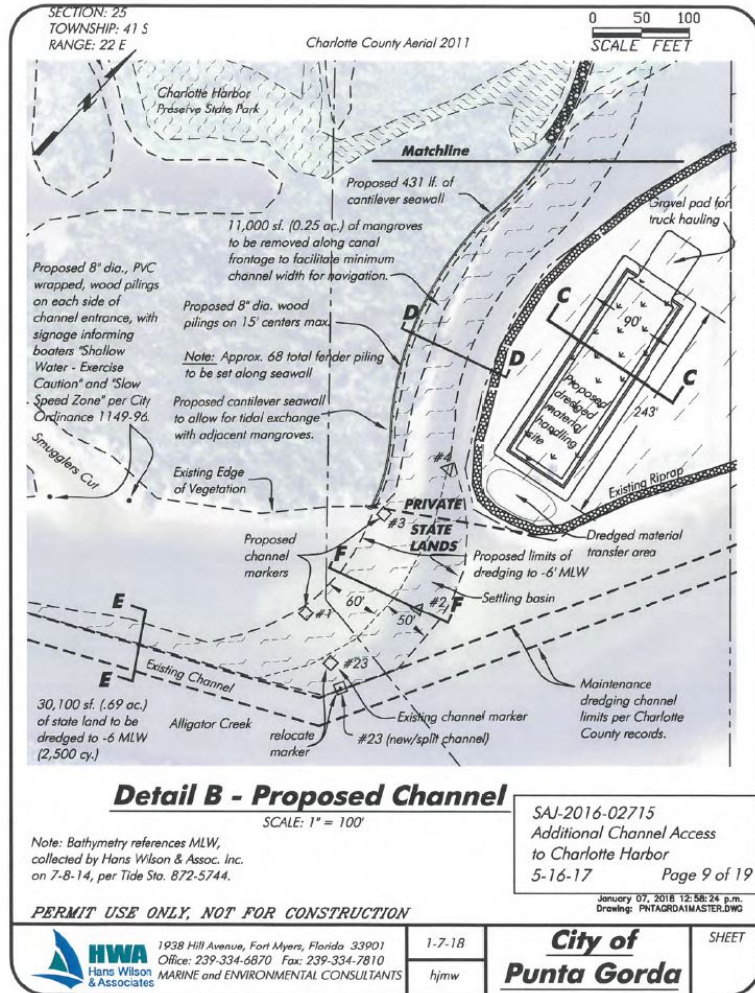 SECTION: 25
TOWNSHIP: 41 S
RANGE: 22 E
Charlotte County Aerial 2011
0 50 100
SCALE FEET
Charlotte Harbor
Preserve State Park
Matchline
Proposed 431 lf. of
cantilever seawall
Gravel pad for
truck hauling
11,000 sf. (0.25 ac.) of mangroves
to be removed along canal
frontage to facilitate minimum
channel width for navigation.
Proposed 8" dia., PVC
wrapped, wood pilings
on each side of
channel entrance, with
signage informing
boaters "Shallow
Water - Exercise
Caution" and "Slow
Speed Zone" per City
Ordinance 1149-96.
Proposed 8" dia. wood
pilings on 15' centers max.
Note: Approx. 68 total fender piling
to be set along seawall
Proposed cantilever seawall
to allow for tidal exchange
with adjacent mangroves.
D
D
C
C
90'
243'
Proposed
dredged
material
handling
site
Smugglers Cut
Existing Edge
of Vegetation
#4
Existing Riprap
PRIVATE
STATE
LANDS
#3
Dredged material
transfer area
Proposed
channel
markers
F
F
Proposed limits of
dredging to -6' MLW
Settling basin
60'
50'
#2
#1
E
E
Existing Channel
#23
30,100 sf. (.69 ac.)
of state land to be
dredged to -6 MLW
(2,500 cy.)
Alligator Creek
relocate
marker
Existing channel marker
#23 (new/split channel)
Maintenance
dredging channel
limits per Charlotte
County records.
Detail B - Proposed Channel
SCALE: 1" = 100'
Note: Bathymetry references MLW,
collected by Hans Wilson & Assoc. Inc.
on 7-8-14, per Tide Sta. 872-5744.
SAJ-2016-02715
Additional Channel Access
to Charlotte Harbor
5-16-17 Page 9 of 19
January 07, 2018 12:58:24 p.m.
Drawing: PNTAGRDA1MASTER.DWG
PERMIT USE ONLY, NOT FOR CONSTRUCTION
HWA
Hans Wilson
& Associates
1938 Hill Avenue, Fort Myers, Florida 33901
Office: 239-334-6870 Fax: 239-334-7810
MARINE and ENVIRONMENTAL CONSULTANTS
1-7-18
hjmw
City of
Punta Gorda
SHEET